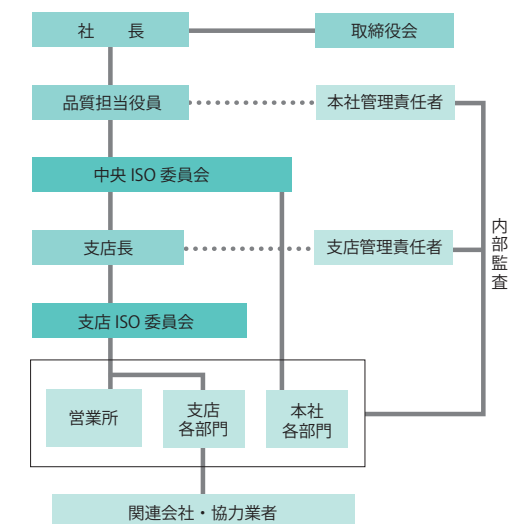 社　　長
取締役会
品質担当役員
本社管理責任者
中央 ISO 委員会
支店長
支店管理責任者
内部監査
支店 ISO 委員会
営業所
支店
各部門
本社
各部門
関連会社・協力業者